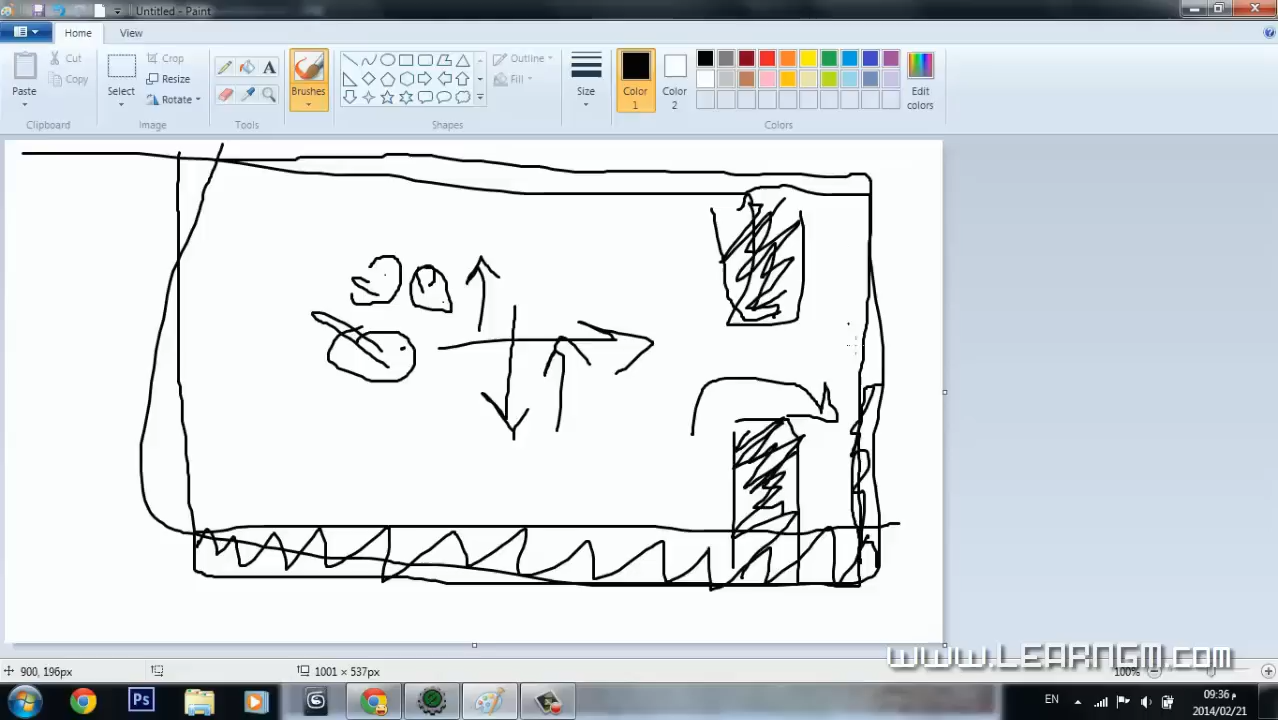 Untitled - Paint
Home
View
Paste
Cut
Copy
Clipboard
Select
Crop
Resize
Rotate
Image
A
Tools
Brushes
Outline
Fill
Shapes
Size
Color 1
Color 2
Edit colors
Colors
900, 196px
1001 × 537px
100%
www.LEARNGM.com
Ps
EN
09:36 م
2014/02/21